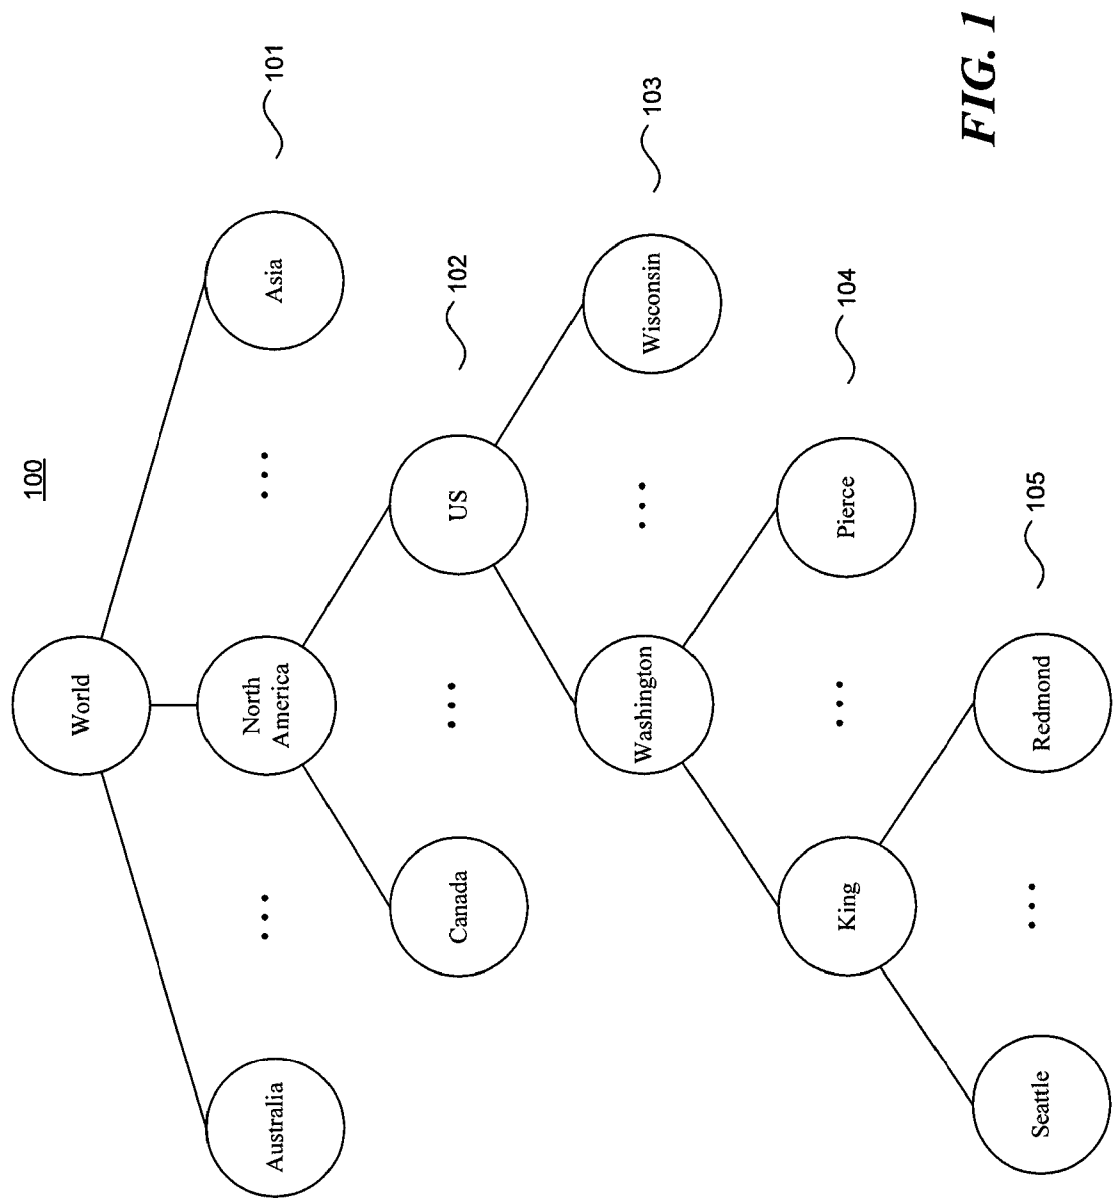 100
World
101
Australia
...
North
America
...
Asia
102
Canada
...
US
103
Washington
...
Wisconsin
104
King
...
Pierce
105
Seattle
...
Redmond
FIG. 1